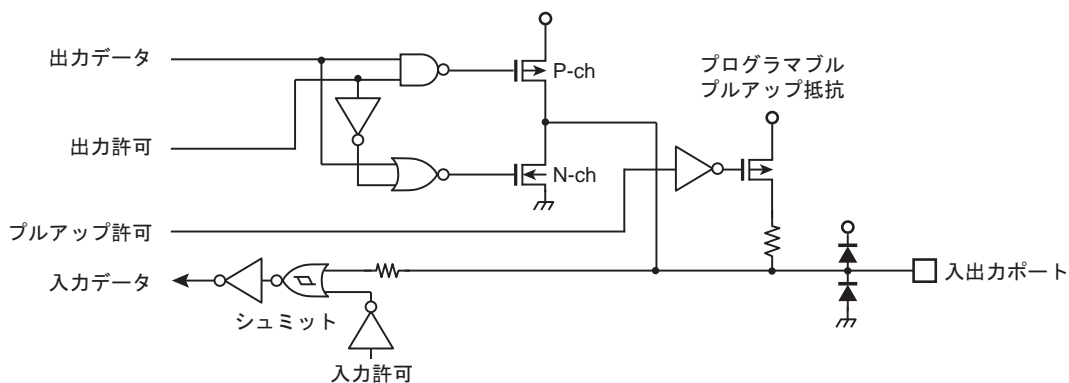 出力データ
P-ch
プログラマブル
プルアップ抵抗
出力許可
N-ch
プルアップ許可
入力データ
入出力ポート
シュミット
入力許可